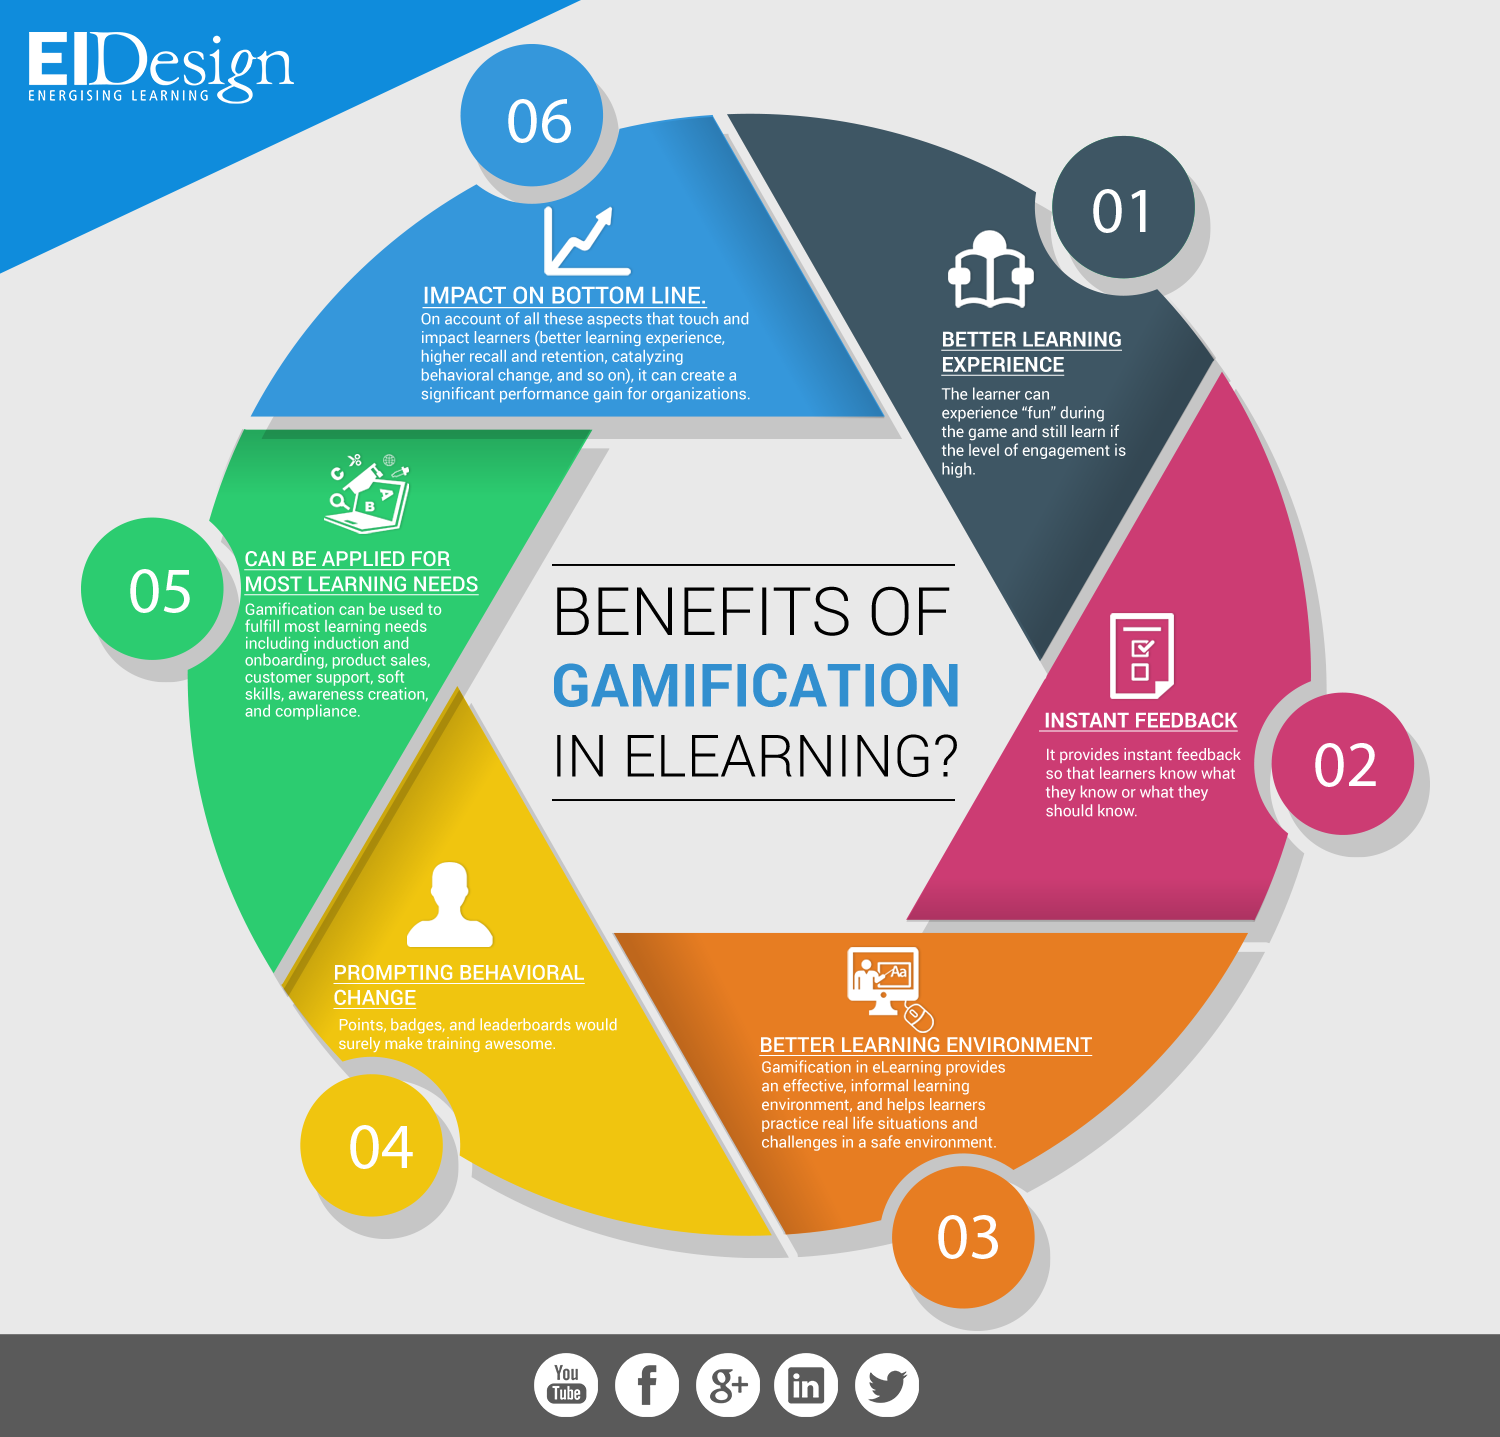 EIDesign
ENERGISING LEARNING
BENEFITS OF
GAMIFICATION
IN ELEARNING?
01
BETTER LEARNING
EXPERIENCE
The learner can
experience “fun” during
the game and still learn if
the level of engagement is
high.
02
INSTANT FEEDBACK
It provides instant feedback
so that learners know what
they know or what they
should know.
03
Aa
BETTER LEARNING ENVIRONMENT
Gamification in eLearning provides
an effective, informal learning
environment, and helps learners
practice real life situations and
challenges in a safe environment.
04
PROMPTING BEHAVIORAL
CHANGE
Points, badges, and leaderboards would
surely make training awesome.
05
C
A
B
CAN BE APPLIED FOR
MOST LEARNING NEEDS
Gamification can be used to
fulfill most learning needs
including induction and
onboarding, product sales,
customer support, soft
skills, awareness creation,
and compliance.
06
IMPACT ON BOTTOM LINE.
On account of all these aspects that touch and
impact learners (better learning experience,
higher recall and retention, catalyzing
behavioral change, and so on), it can create a
significant performance gain for organizations.
You
Tube
f
g+
in